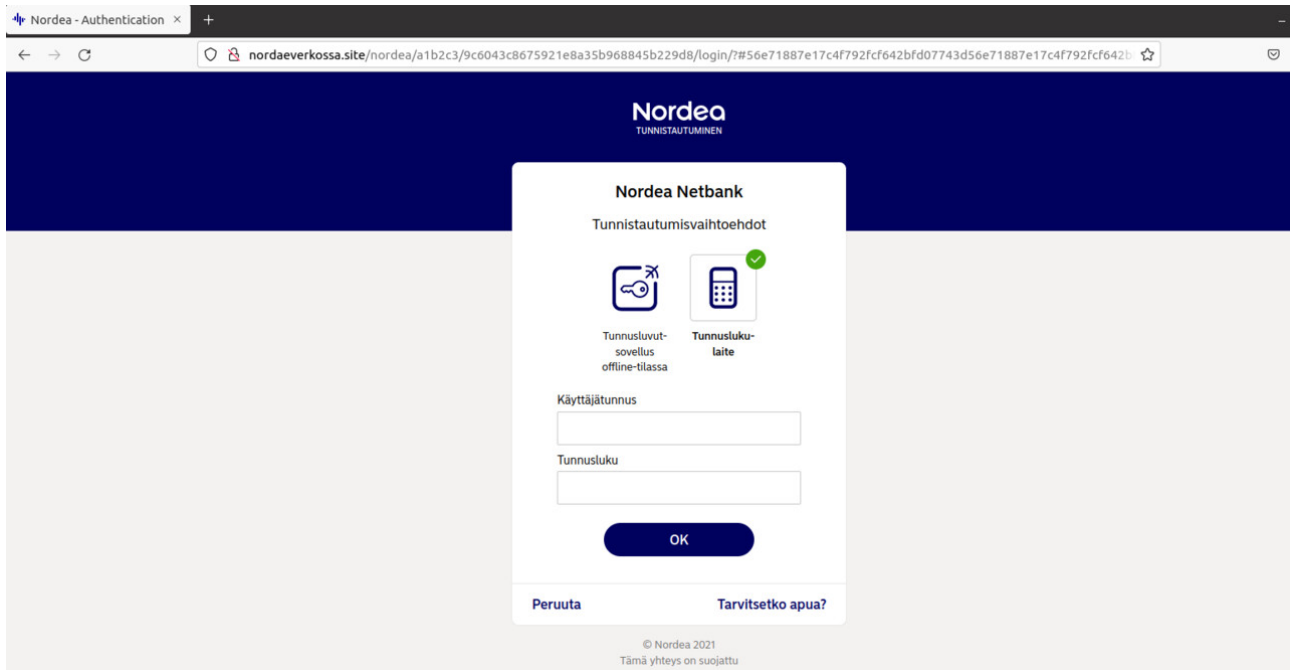 Nordea - Authentication
nordaeverkossa.site/nordea/a1b2c3/9c6043c8675921e8a35b968845b229d8/login/?#56e71887e17c4f792fcf642bfd07743d56e71887e17c4f792fcf642b
Nordea
TUNNISTAUTUMINEN
Nordea Netbank
Tunnistautumisvaihtoehdot
Tunnusluvut-
sovellus
offline-tilassa
Tunnusluku-
laite
Käyttäjätunnus
Tunnusluku
OK
Peruuta
Tarvitsetko apua?
© Nordea 2021
Tämä yhteys on suojattu